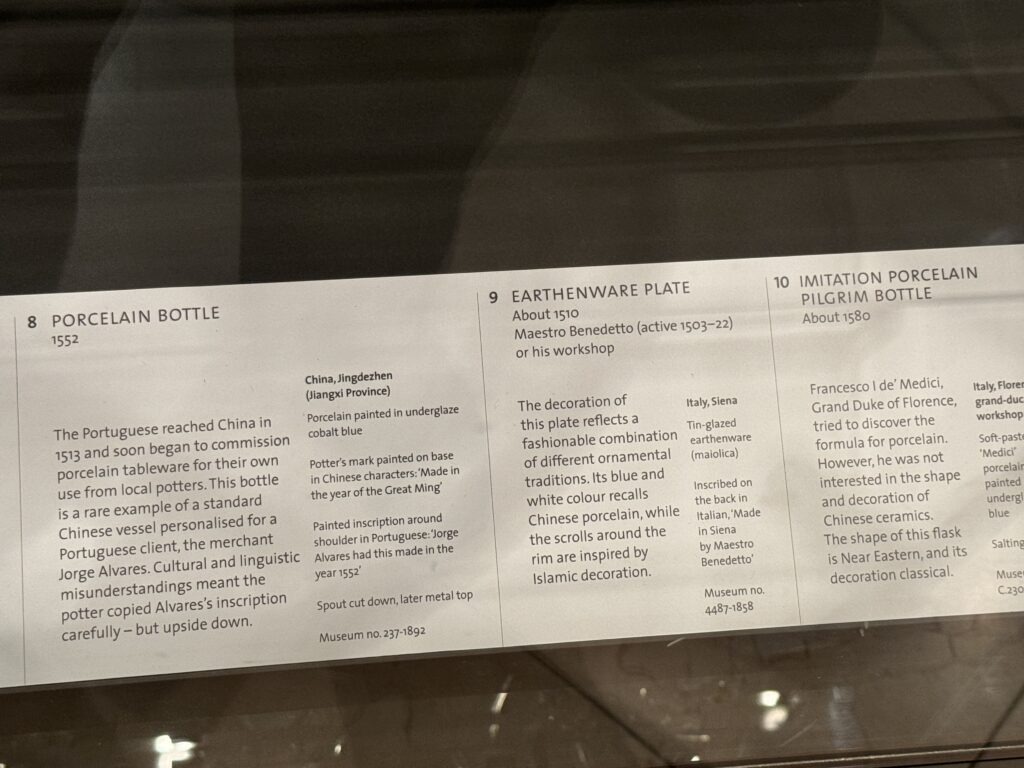 8 PORCELAIN BOTTLE
1552
The Portuguese reached China in
1513 and soon began to commission
porcelain tableware for their own
use from local potters. This bottle
is a rare example of a standard
Chinese vessel personalised for a
Portuguese client, the merchant
Jorge Alvares. Cultural and linguistic
misunderstandings meant the
potter copied Alvares's inscription
carefully – but upside down.
China, Jingdezhen
(Jiangxi Province)
Porcelain painted in underglaze
cobalt blue
Potter's mark painted on base
in Chinese characters: 'Made in
the year of the Great Ming'
Painted inscription around
shoulder in Portuguese: 'Jorge
Alvares had this made in the
year 1552'
Spout cut down, later metal top
Museum no. 237-1892
9 EARTHENWARE PLATE
About 1510
Maestro Benedetto (active 1503–22)
or his workshop
The decoration of
this plate reflects a
fashionable combination
of different ornamental
traditions. Its blue and
white colour recalls
Chinese porcelain, while
the scrolls around the
rim are inspired by
Islamic decoration.
Italy, Siena
Tin-glazed
earthenware
(maiolica)
Inscribed on
the back in
Italian, 'Made
in Siena
by Maestro
Benedetto'
Museum no.
4487-1858
10 IMITATION PORCELAIN
PILGRIM BOTTLE
About 1580
Francesco I de' Medici,
Grand Duke of Florence,
tried to discover the
formula for porcelain.
However, he was not
interested in the shape
and decoration of
Chinese ceramics.
The shape of this flask
is Near Eastern, and its
decoration classical.
Italy,
workshop
'Medici'
painted
blue
Salting